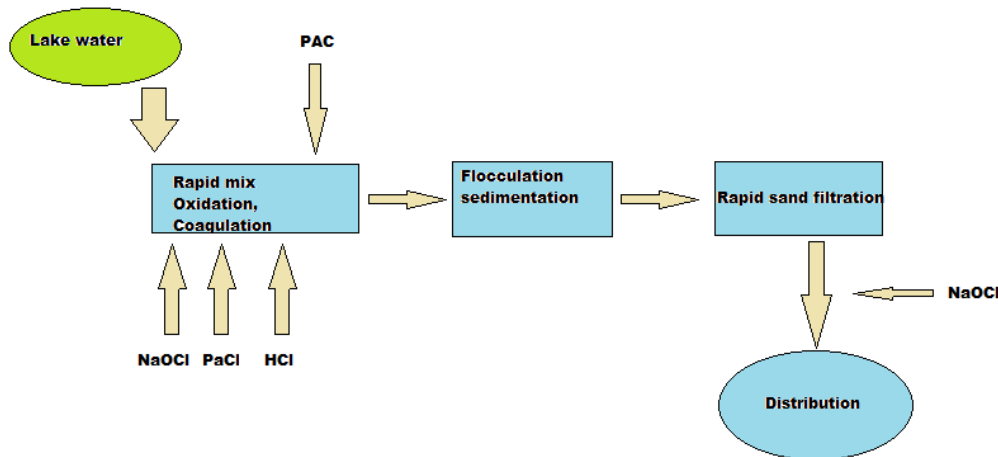 Lake water
PAC
Rapid mix
Oxidation,
Coagulation
Flocculation
sedimentation
Rapid sand filtration
NaOCl
PaCl
HCl
NaOCl
Distribution